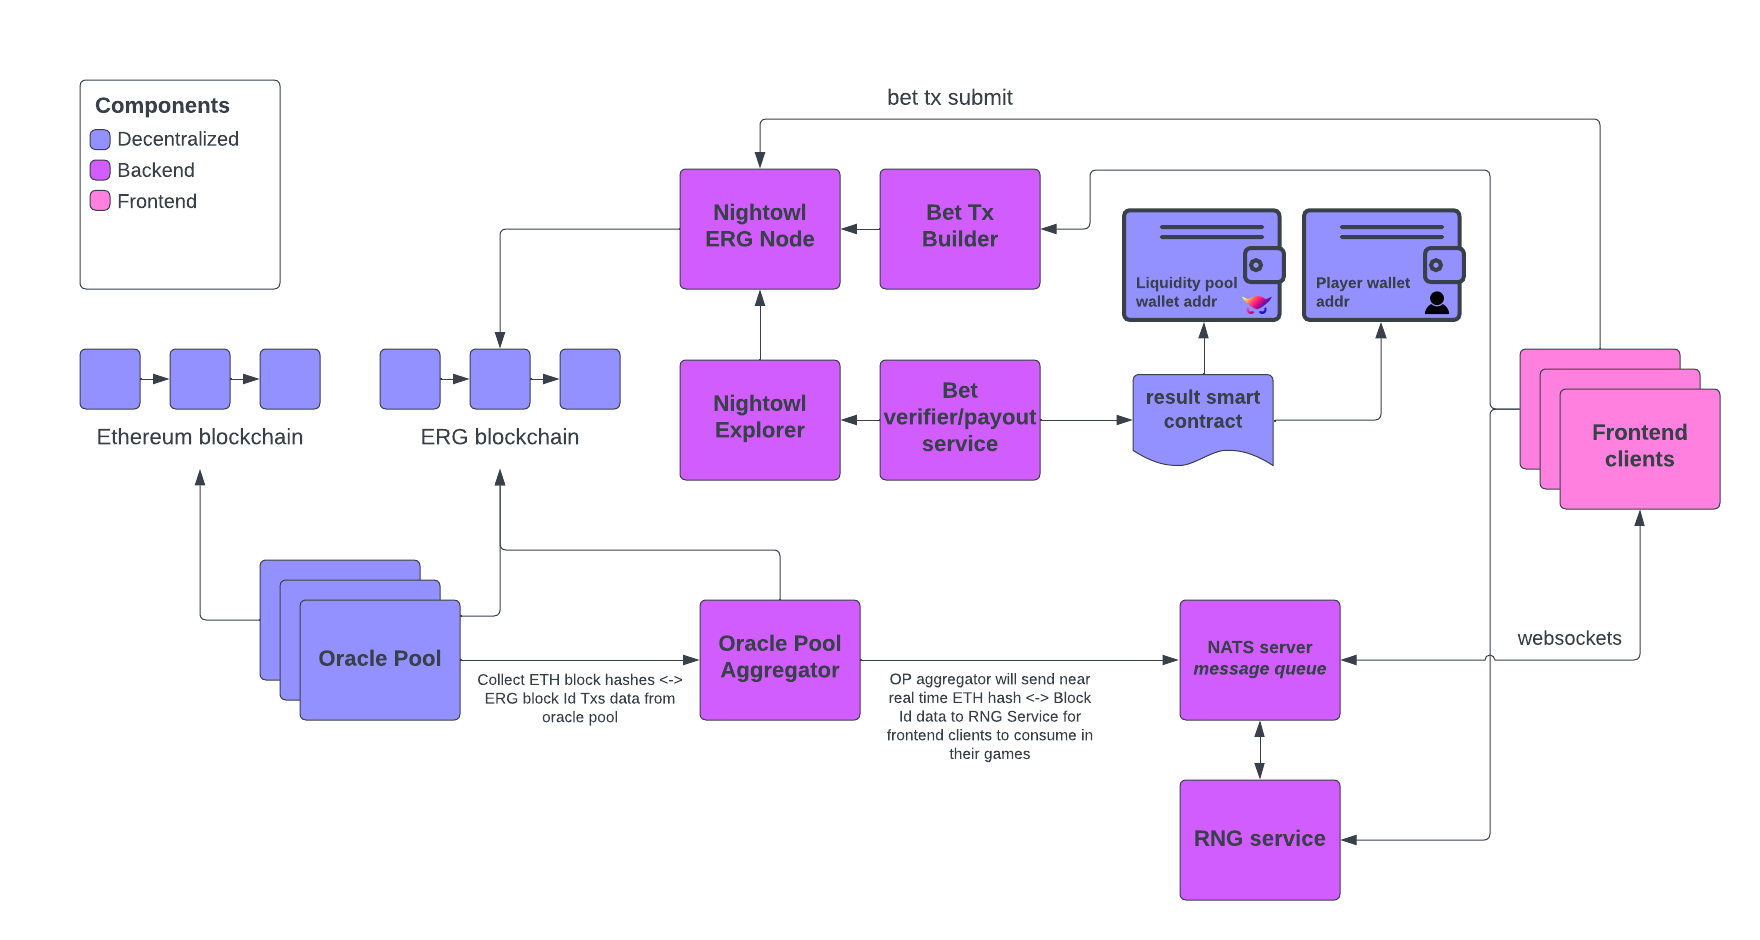 Components
Decentralized
Backend
Frontend
bet tx submit
Nightowl
ERG Node
Bet Tx
Builder
Liquidity pool
wallet addr
Player wallet
addr
Ethereum blockchain
ERG blockchain
Nightowl
Explorer
Bet
verifier/payout
service
result smart
contract
Frontend
clients
Oracle Pool
Collect ETH block hashes <->
ERG block Id Txs data from
oracle pool
Oracle Pool
Aggregator
OP aggregator will send near
real time ETH hash <-> Block
Id data to RNG Service for
frontend clients to consume in
their games
NATS server
message queue
websockets
RNG service